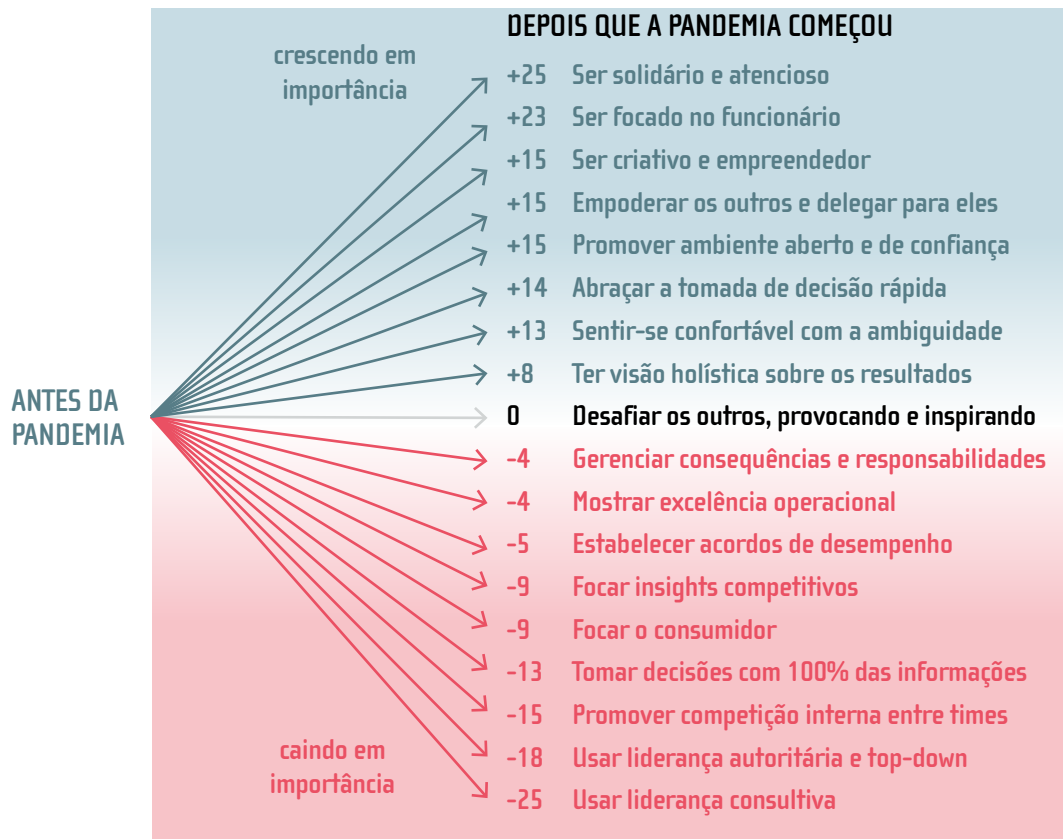 DEPOIS QUE A PANDEMIA COMEÇOU
crescendo em
importância
+25 Ser solidário e atencioso
+23 Ser focado no funcionário
+15 Ser criativo e empreendedor
+15 Empoderar os outros e delegar para eles
+15 Promover ambiente aberto e de confiança
+14 Abraçar a tomada de decisão rápida
+13 Sentir-se confortável com a ambiguidade
+8 Ter visão holística sobre os resultados
ANTES DA
PANDEMIA
0 Desafiar os outros, provocando e inspirando
-4 Gerenciar consequências e responsabilidades
-4 Mostrar excelência operacional
-5 Estabelecer acordos de desempenho
-9 Focar insights competitivos
-9 Focar o consumidor
-13 Tomar decisões com 100% das informações
-15 Promover competição interna entre times
caindo em
importância
-18 Usar liderança autoritária e top-down
-25 Usar liderança consultiva